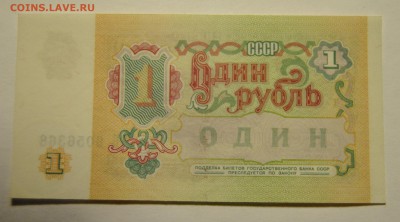 COINS.LAVE.RU
СССР
1 Один 1
рубль
ОДИН
1
ПОДДЕЛКА БИЛЕТОВ ГОСУДАРСТВЕННОГО БАНКА СССР
ПРЕСЛЕДУЕТСЯ ПО ЗАКОНУ